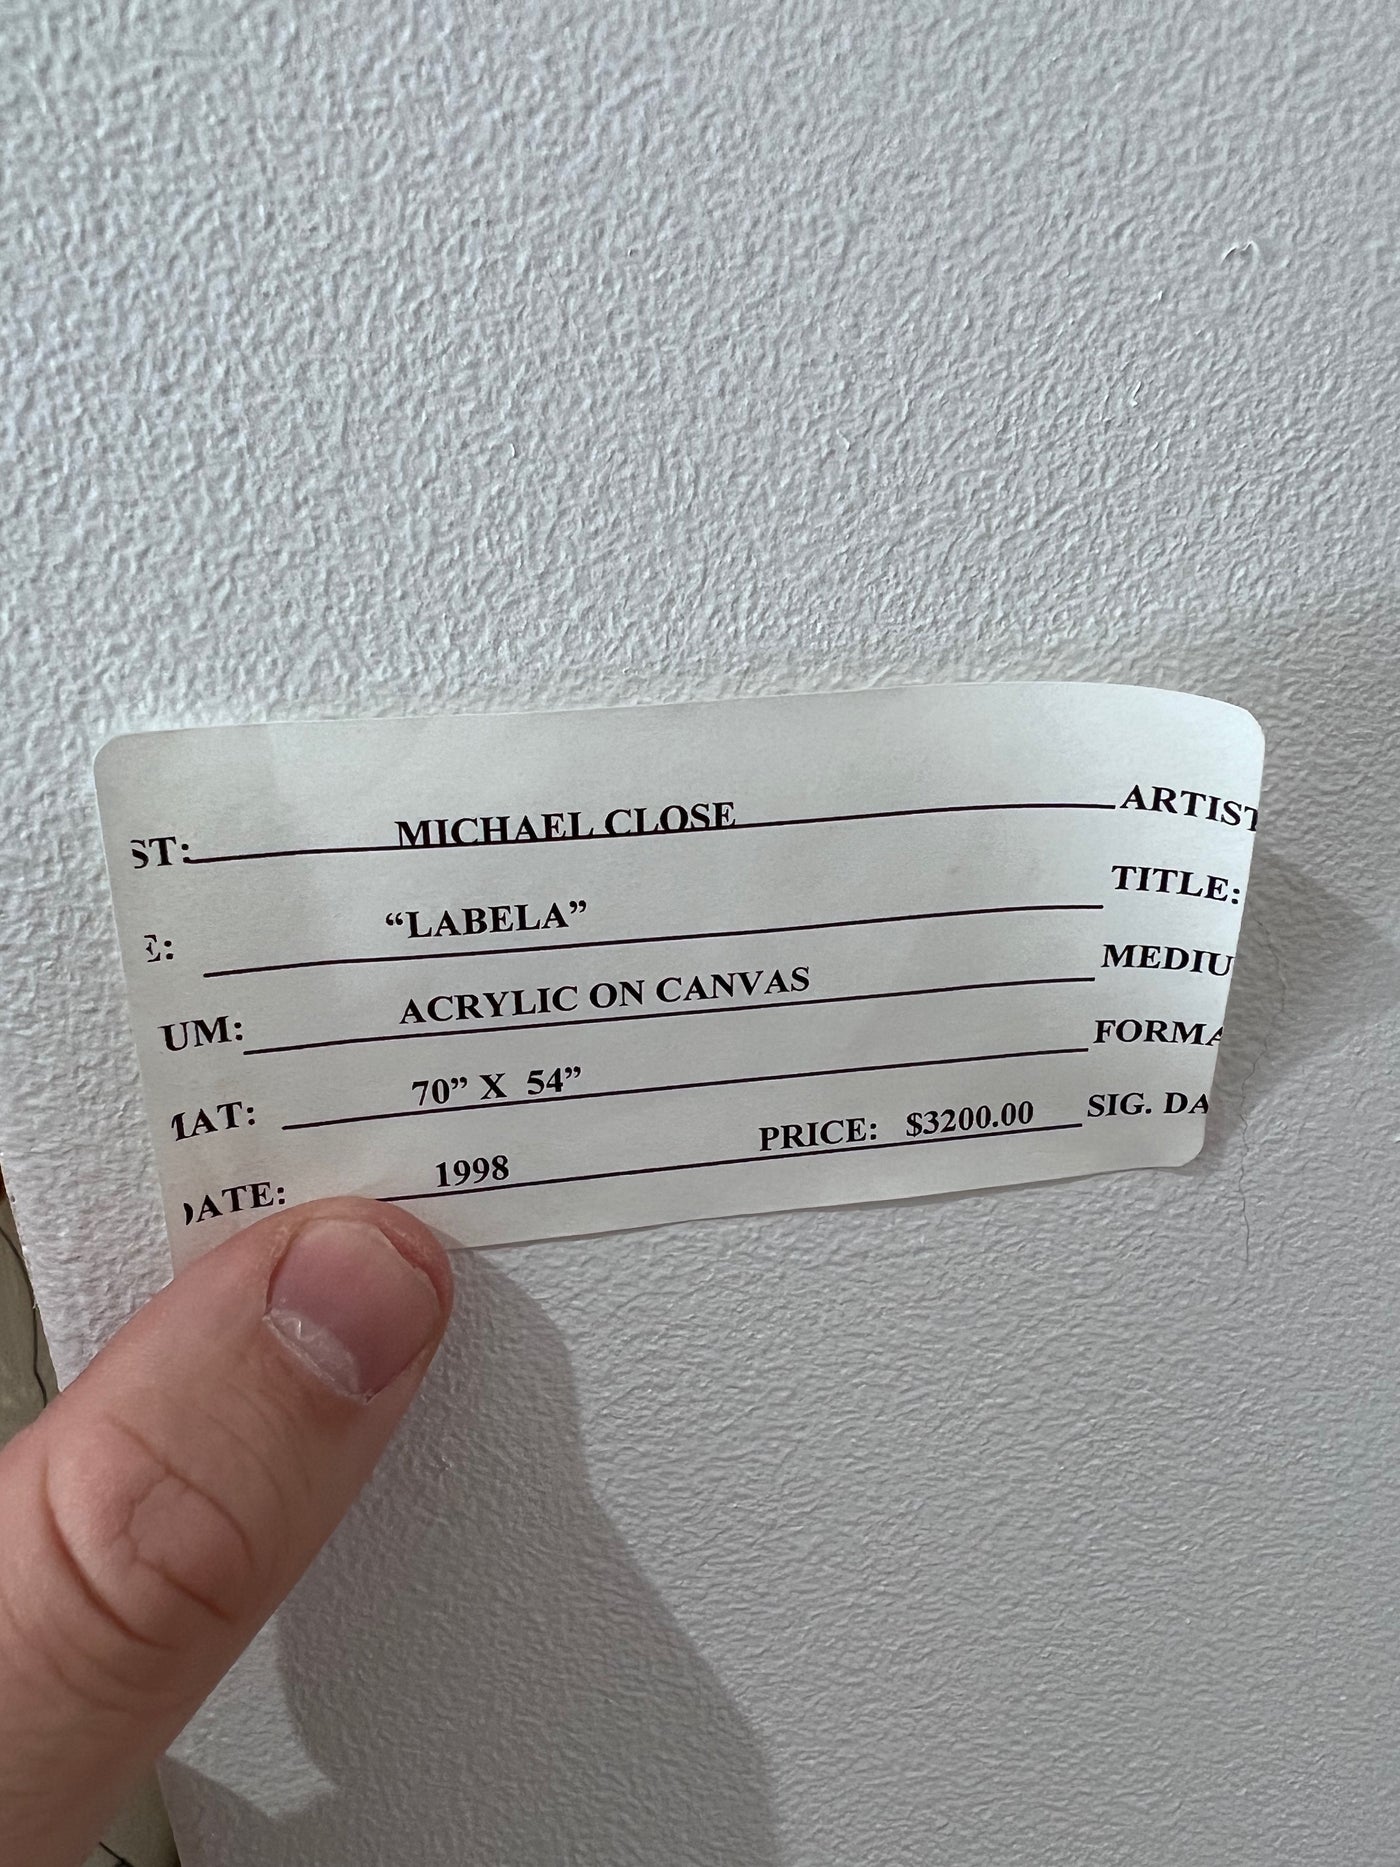 ST: MICHAEL CLOSE ARTIST
E: “LABELA” TITLE:
UM: ACRYLIC ON CANVAS MEDIU
MAT: 70” X 54” FORMA
DATE: 1998 PRICE: $3200.00 SIG. DA